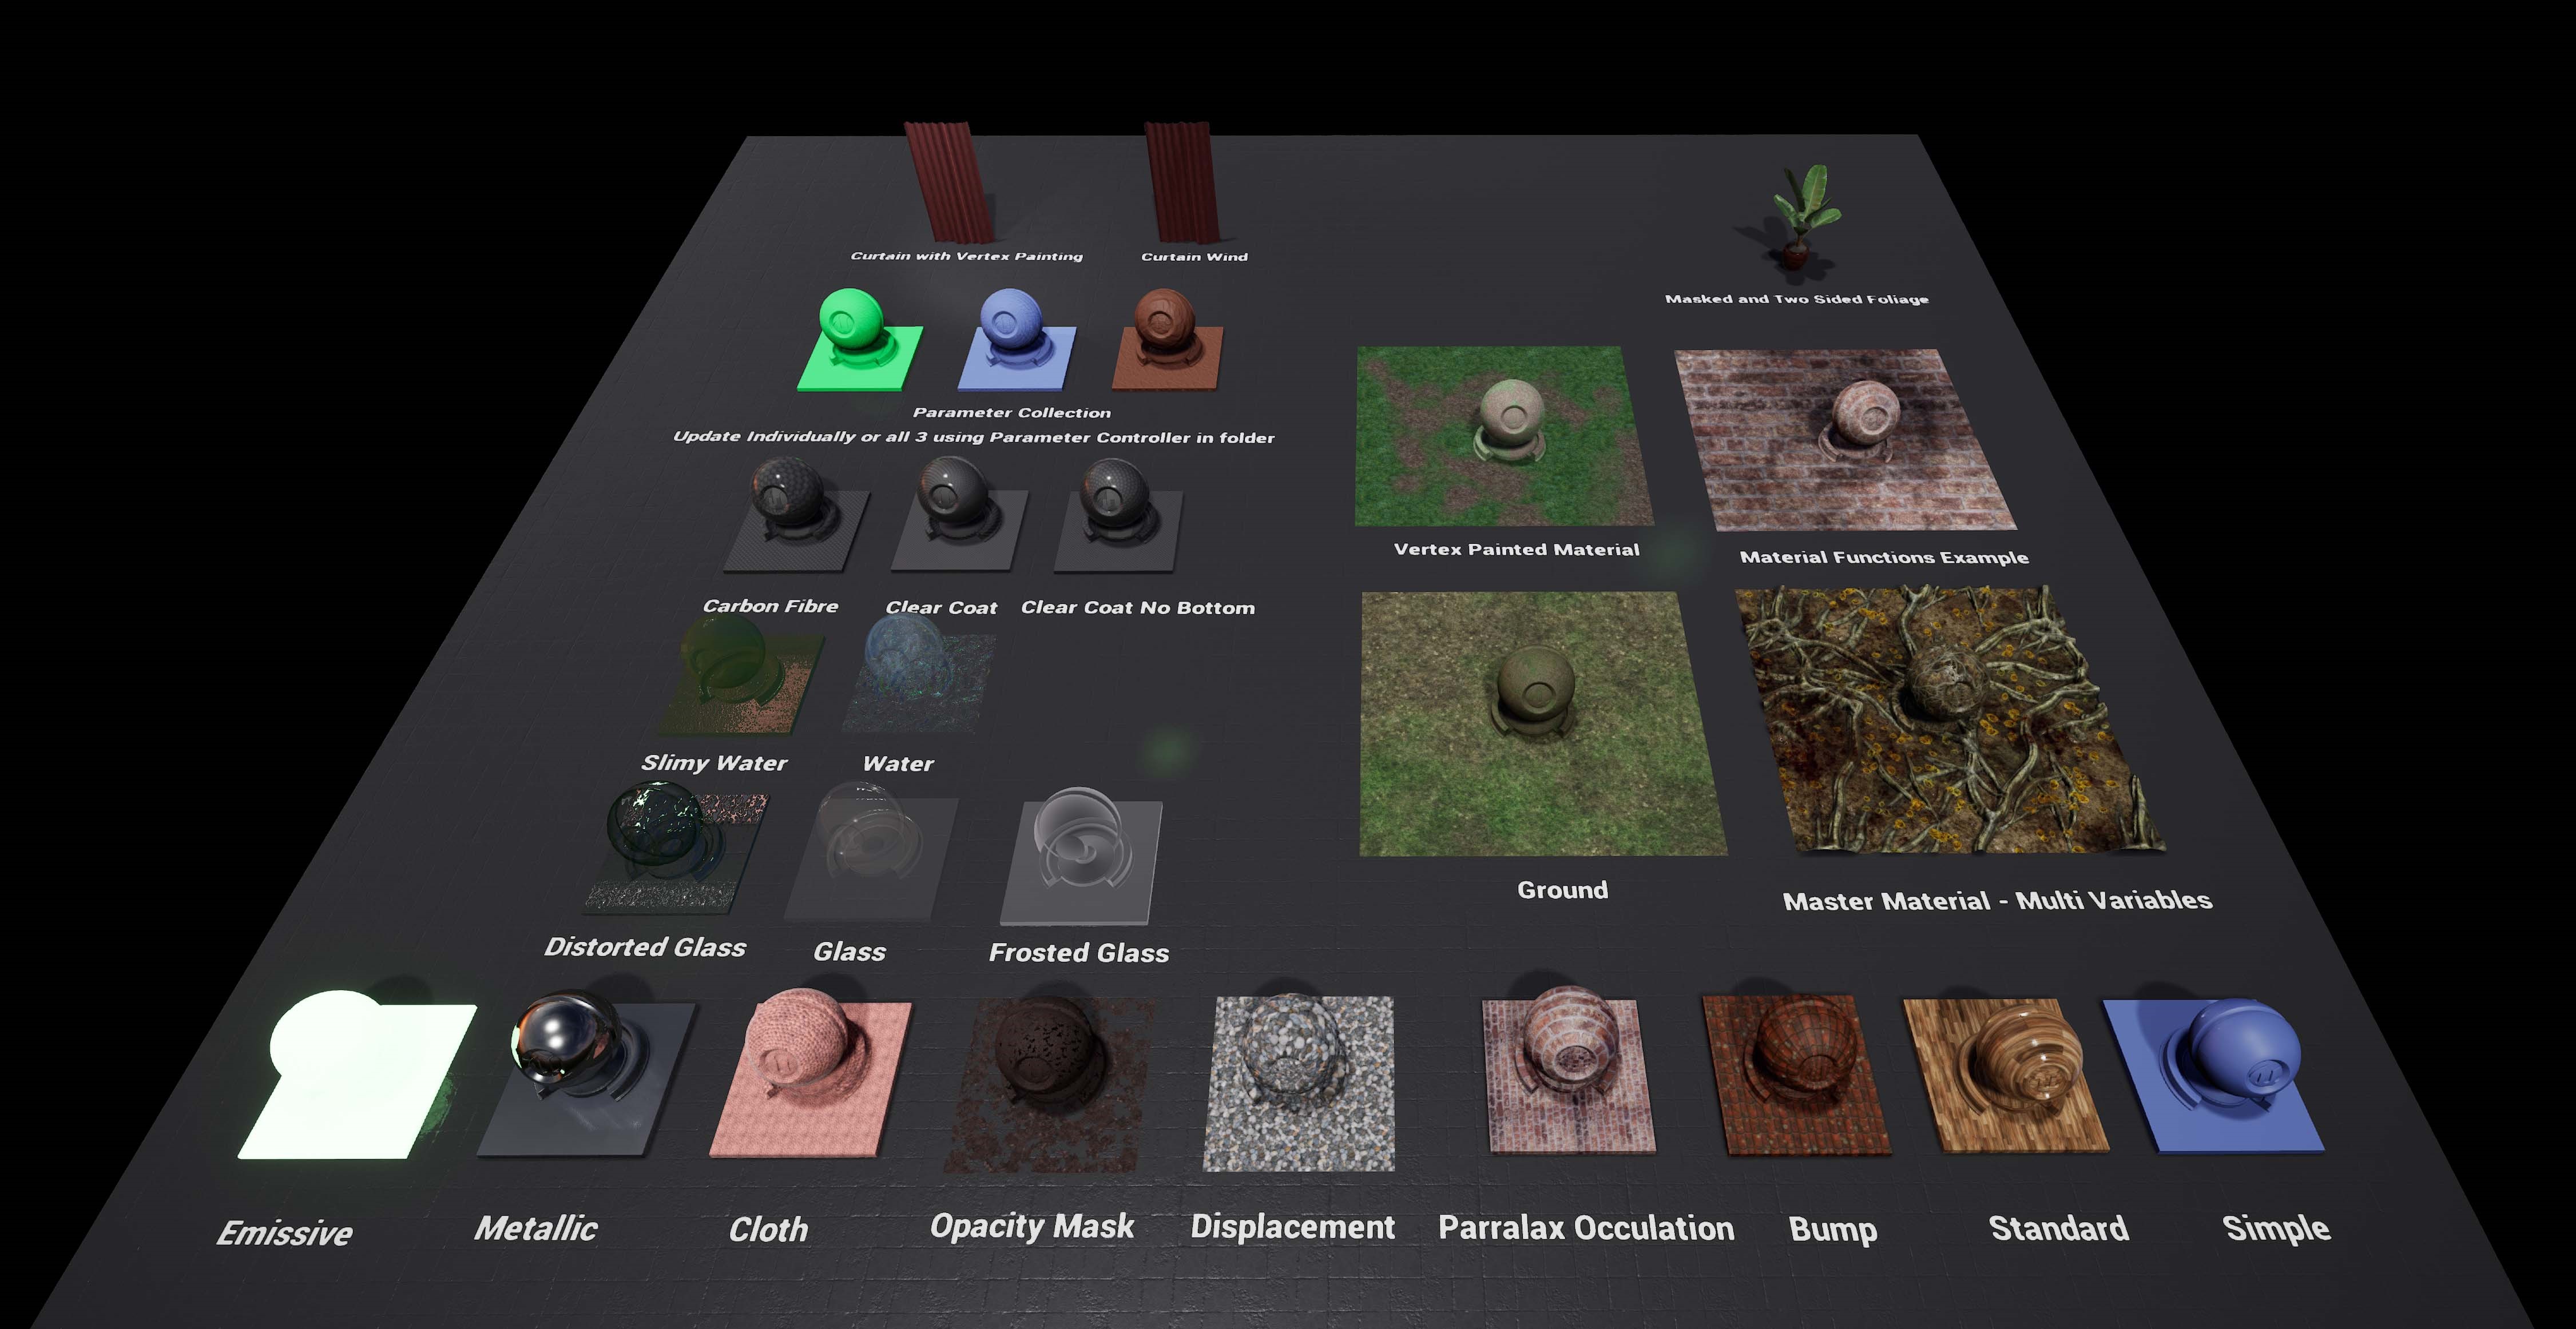 Curtain with Vertex Painting
Curtain Wind
Masked and Two Sided Foliage
Parameter Collection
Update Individually or all 3 using Parameter Controller in folder
Vertex Painted Material
Material Functions Example
Carbon Fibre
Clear Coat
Clear Coat No Bottom
Slimy Water
Water
Ground
Master Material - Multi Variables
Distorted Glass
Glass
Frosted Glass
Emissive
Metallic
Cloth
Opacity Mask
Displacement
Parralax Occulation
Bump
Standard
Simple